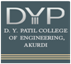 DYP
D. Y. PATIL COLLEGE
OF ENGINEERING,
AKURDI